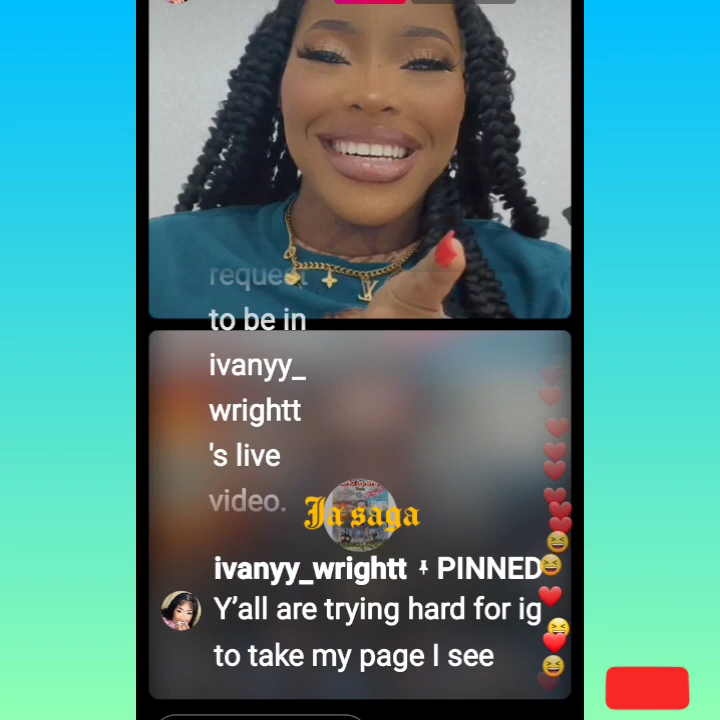 request
to be in
ivanyy_
wrightt
's live
video.
Ja saga
ivanyy_wrightt PINNED
Y’all are trying hard for ig
to take my page I see